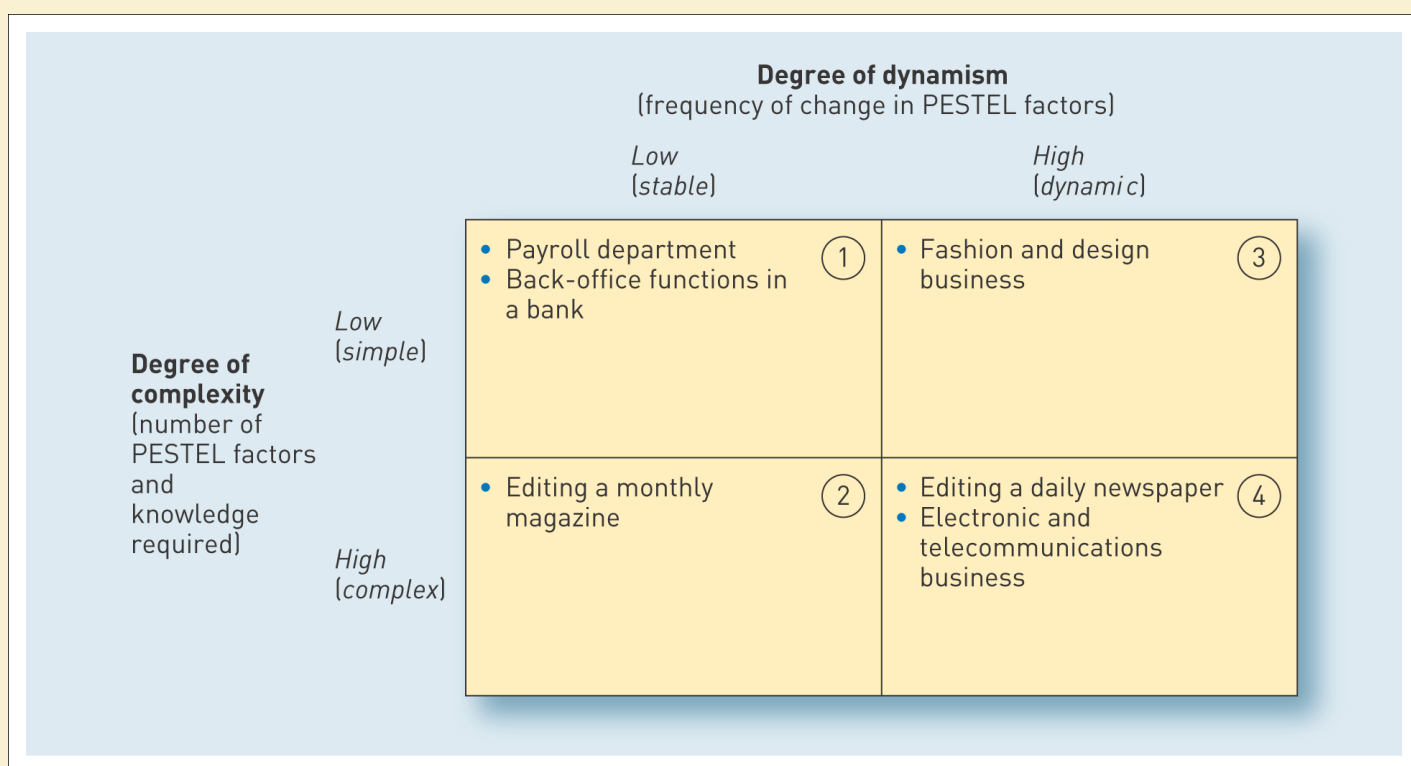 Degree of dynamism
(frequency of change in PESTEL factors)
Low
(stable)
High
(dynamic)
Degree of
complexity
(number of
PESTEL factors
and
knowledge
required)
Low
(simple)
• Payroll department
• Back-office functions in
a bank
1
• Fashion and design
business
3
High
(complex)
• Editing a monthly
magazine
2
• Editing a daily newspaper
• Electronic and
telecommunications
business
4